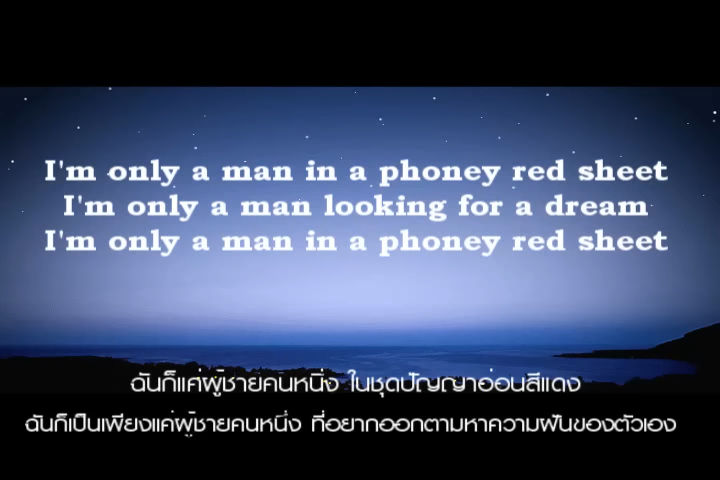 I'm only a man in a phoney red sheet
I'm only a man looking for a dream
I'm only a man in a phoney red sheet
ฉันก็แค่ผู้ชายคนหนึ่ง ในชุดปัญญาอ่อนสีแดง
ฉันก็เป็นเพียงแค่ผู้ชายคนหนึ่ง ที่อยากออกตามหาความฝันของตัวเอง